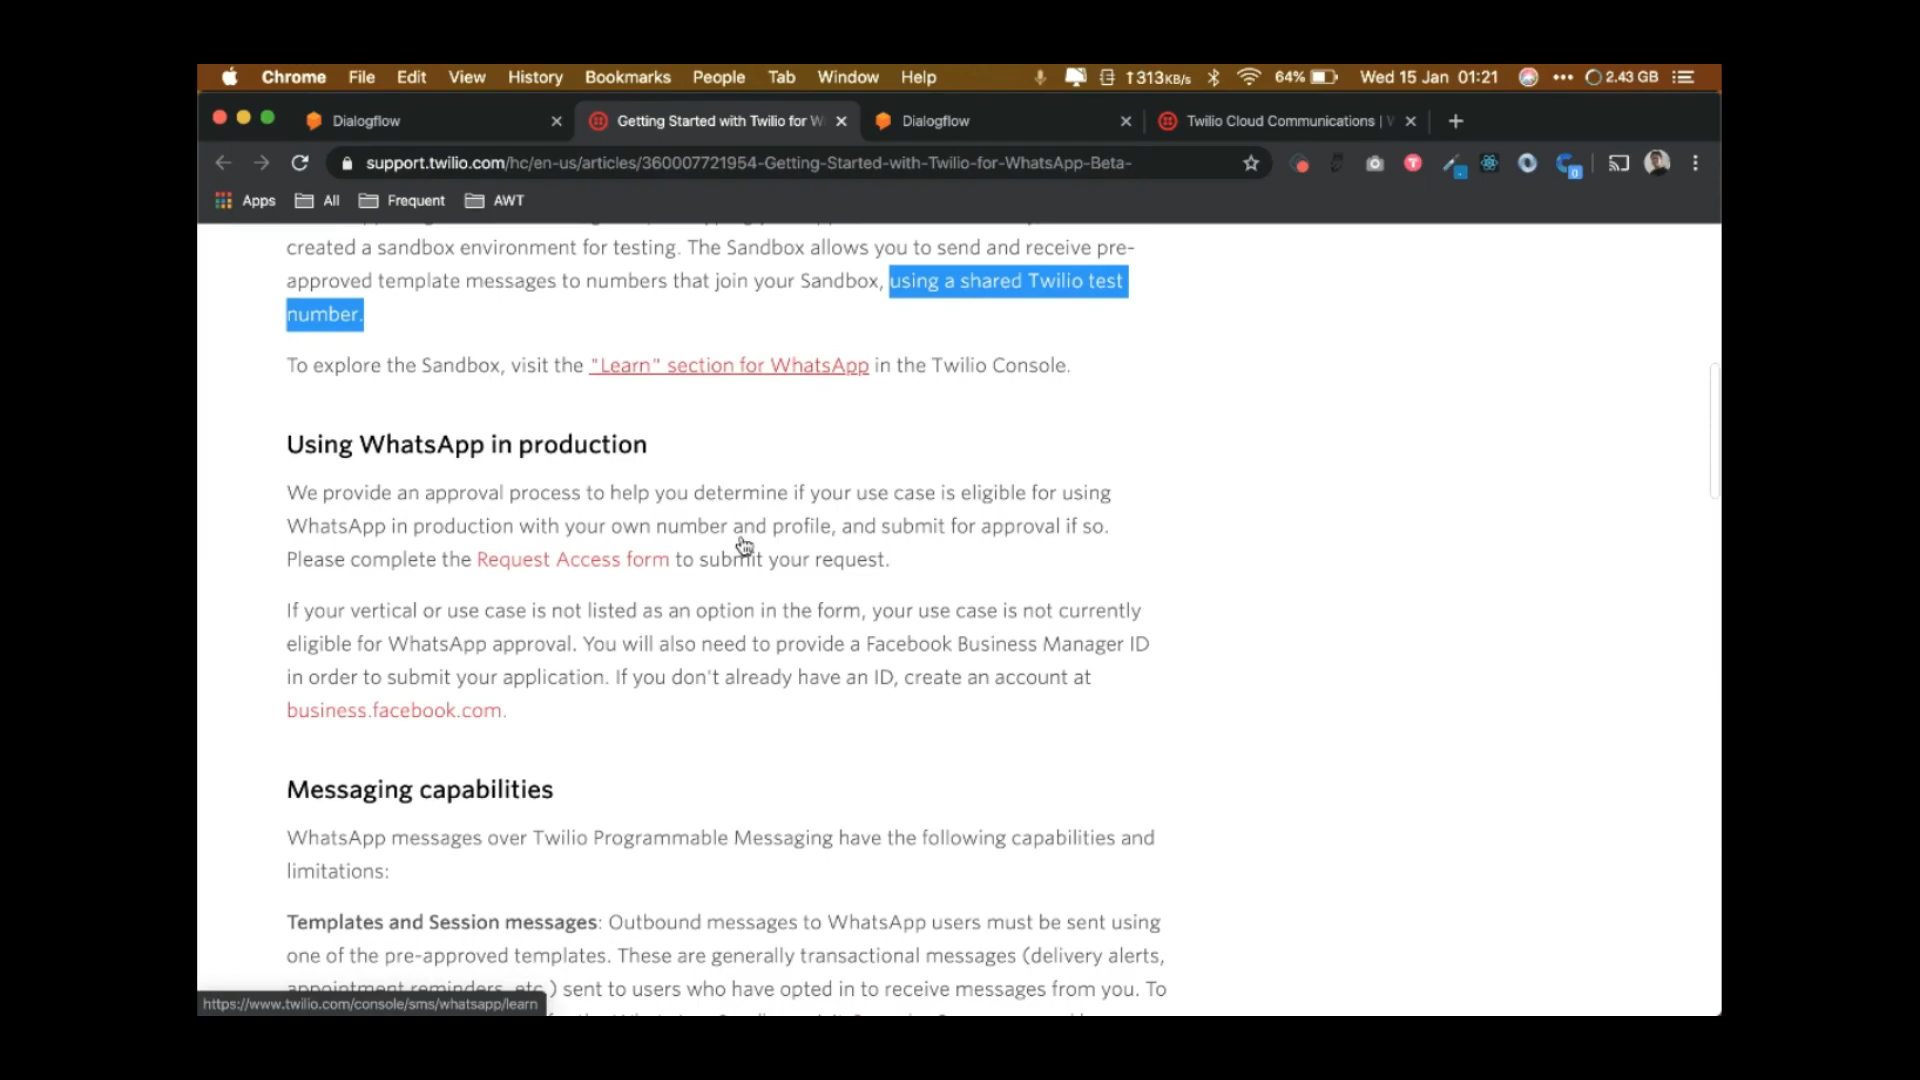 Chrome File Edit View History Bookmarks People Tab Window Help 313KB/s 64% Wed 15 Jan 01:21 2.43 GB
Dialogflow Getting Started with Twilio for W Dialogflow Twilio Cloud Communications |
support.twilio.com/hc/en-us/articles/360007721954-Getting-Started-with-Twilio-for-WhatsApp-Beta-
Apps All Frequent AWT
created a sandbox environment for testing. The Sandbox allows you to send and receive pre-
approved template messages to numbers that join your Sandbox, using a shared Twilio test
number.
To explore the Sandbox, visit the "Learn" section for WhatsApp in the Twilio Console.
Using WhatsApp in production
We provide an approval process to help you determine if your use case is eligible for using
WhatsApp in production with your own number and profile, and submit for approval if so.
Please complete the Request Access form to submit your request.
If your vertical or use case is not listed as an option in the form, your use case is not currently
eligible for WhatsApp approval. You will also need to provide a Facebook Business Manager ID
in order to submit your application. If you don't already have an ID, create an account at
business.facebook.com.
Messaging capabilities
WhatsApp messages over Twilio Programmable Messaging have the following capabilities and
limitations:
Templates and Session messages: Outbound messages to WhatsApp users must be sent using
one of the pre-approved templates. These are generally transactional messages (delivery alerts,
appointment reminders, etc.) sent to users who have opted in to receive messages from you. To
https://www.twilio.com/console/sms/whatsapp/learn